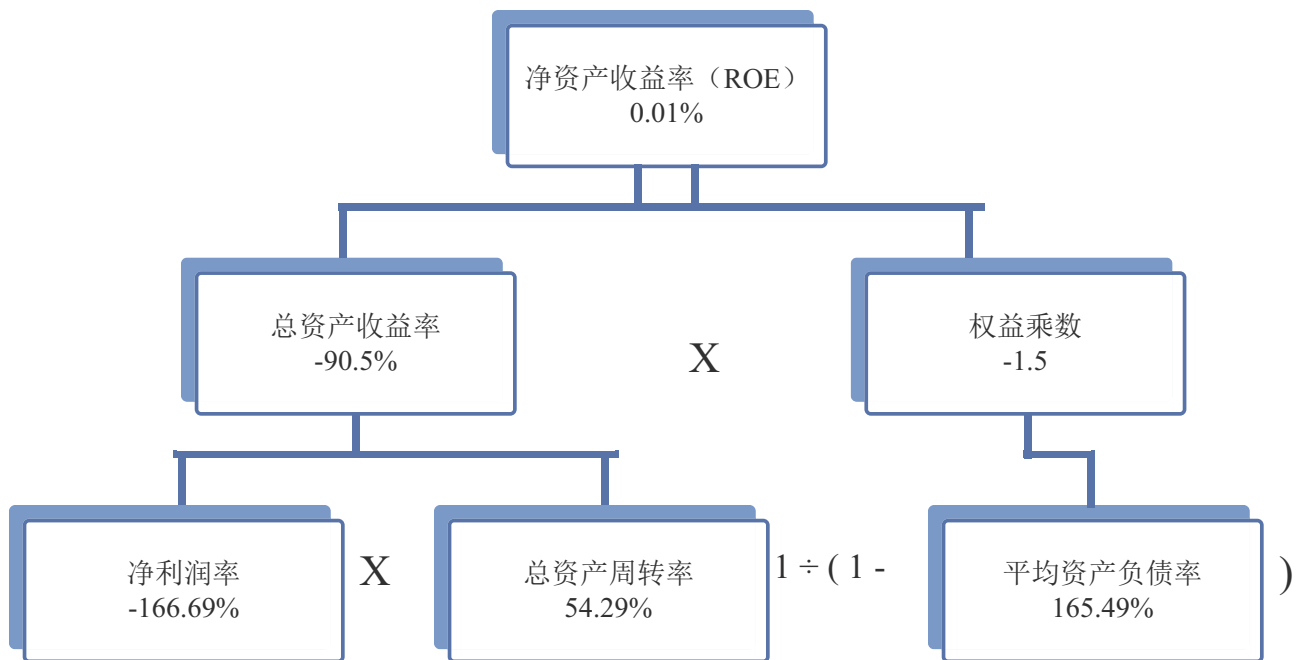 净资产收益率（ROE）
0.01%
总资产收益率
-90.5%
X
权益乘数
-1.5
净利润率
-166.69%
X
总资产周转率
54.29%
1 ÷ ( 1 -
平均资产负债率
165.49%
)